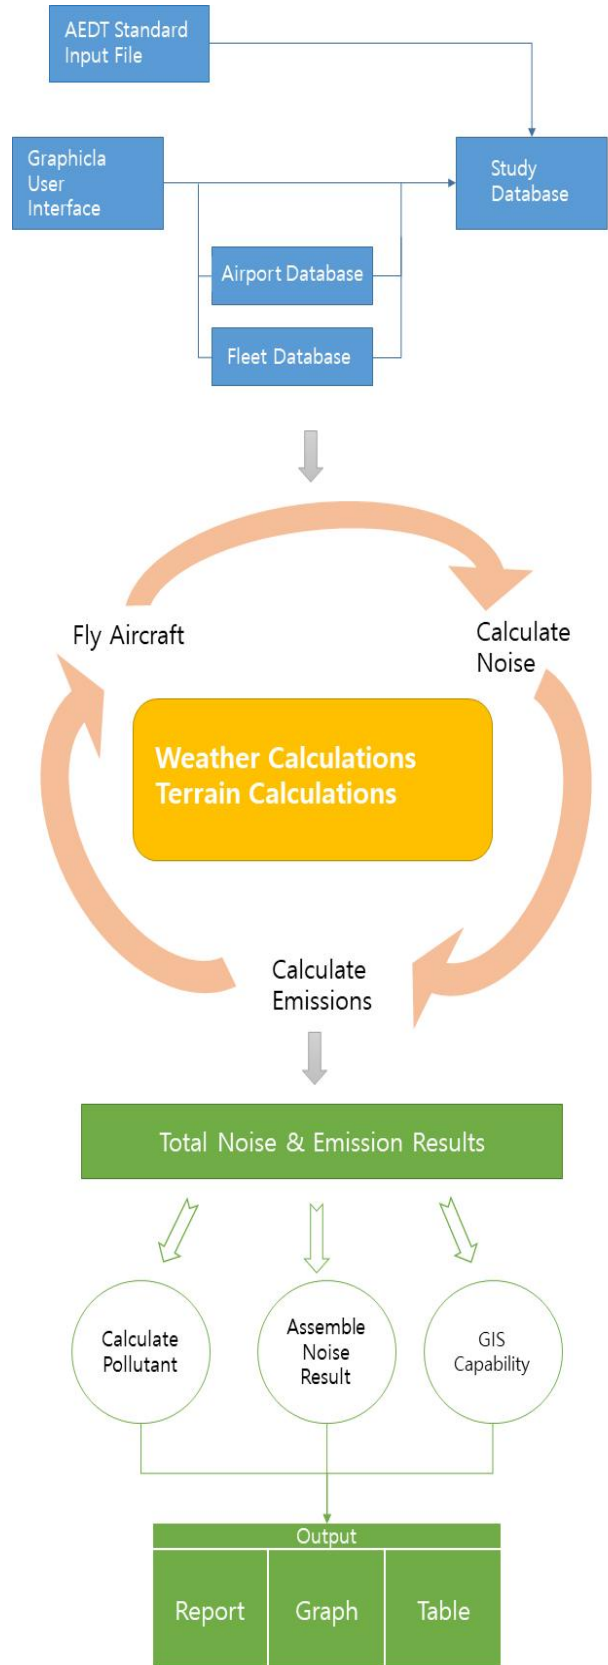 AEDT Standard
Input File
Graphicla
User
Interface
Study
Database
Airport Database
Fleet Database
Fly Aircraft
Calculate
Noise
Weather Calculations
Terrain Calculations
Calculate
Emissions
Total Noise & Emission Results
Calculate
Pollutant
Assemble
Noise
Result
GIS
Capability
Output
Report
Graph
Table